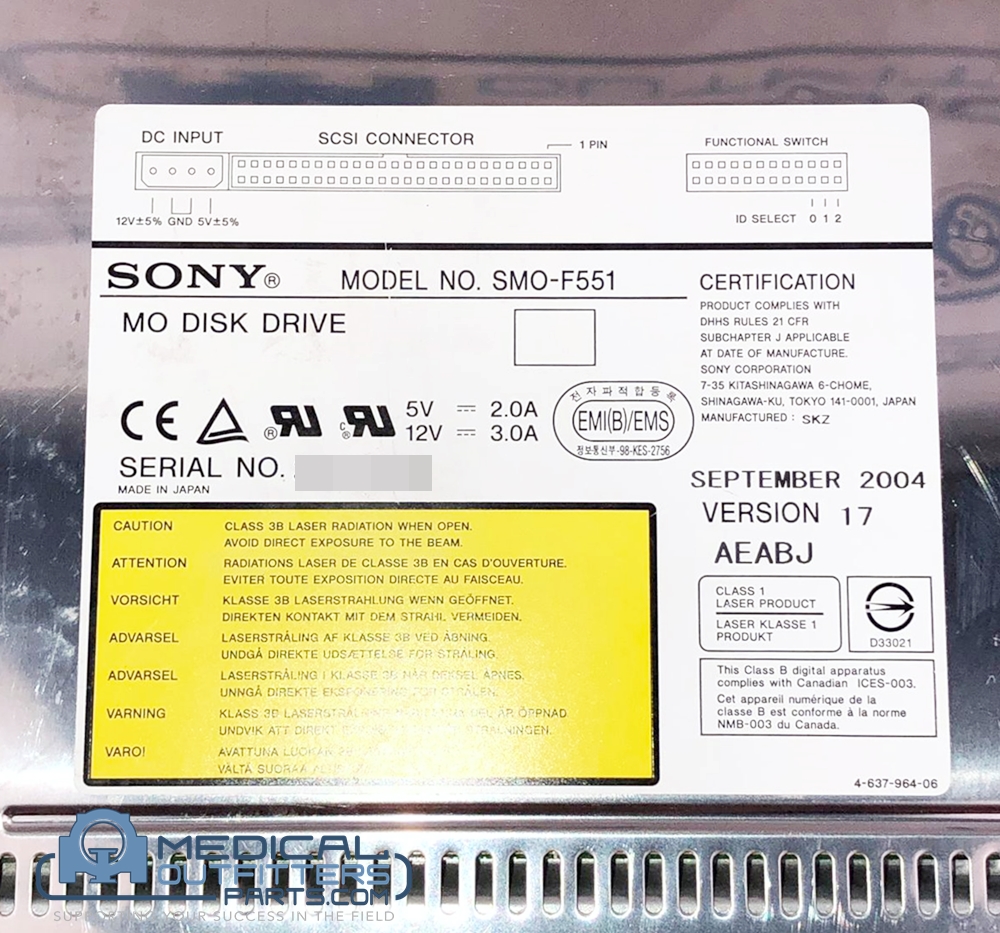 DC INPUT
SCSI CONNECTOR
1 PIN
FUNCTIONAL SWITCH
12V±5% GND 5V±5%
ID SELECT 0 1 2
SONY®
MODEL NO. SMO-F551
MO DISK DRIVE
CERTIFICATION
PRODUCT COMPLIES WITH
DHHS RULES 21 CFR
SUBCHAPTER J APPLICABLE
AT DATE OF MANUFACTURE.
SONY CORPORATION
7-35 KITASHINAGAWA 6-CHOME,
SHINAGAWA-KU, TOKYO 141-0001, JAPAN
MANUFACTURED : SKZ
CE
5V 2.0A
12V 3.0A
전자파적합등록
EMI(B)/EMS
정보통신부-98-KES-2756
SERIAL NO.
MADE IN JAPAN
SEPTEMBER 2004
VERSION 17
AEABJ
CAUTION CLASS 3B LASER RADIATION WHEN OPEN.
AVOID DIRECT EXPOSURE TO THE BEAM.
ATTENTION RADIATIONS LASER DE CLASSE 3B EN CAS D'OUVERTURE.
EVITER TOUTE EXPOSITION DIRECTE AU FAISCEAU.
VORSICHT KLASSE 3B LASERSTRAHLUNG WENN GEÖFFNET.
DIREKTEN KONTAKT MIT DEM STRAHL VERMEIDEN.
ADVARSEL LASERSTRÅLING AF KLASSE 3B VED ÅBNING.
UNDGÅ DIREKTE UDSÆTTELSE FOR STRÅLING.
ADVARSEL LASERSTRÅLING I KLASSE 3B NÅR DEKSEL ÅPNES.
UNNGÅ DIREKTE EKSPONERING FOR STRÅLEN.
VARNING KLASS 3B ÄR ÖPPNAD
UNDVIK ATT DIREKT STRÅLNINGEN.
VARO! AVATTUNA
VÄLTÄ SUORAA
CLASS 1
LASER PRODUCT
LASER KLASSE 1
PRODUKT
D33021
This Class B digital apparatus
complies with Canadian ICES-003.
Cet appareil numérique de la
classe B est conforme à la norme
NMB-003 du Canada.
4-637-964-06
MEDICAL
OUTFITTERS
PARTS.COM
SUPPORTING YOUR SUCCESS IN THE FIELD